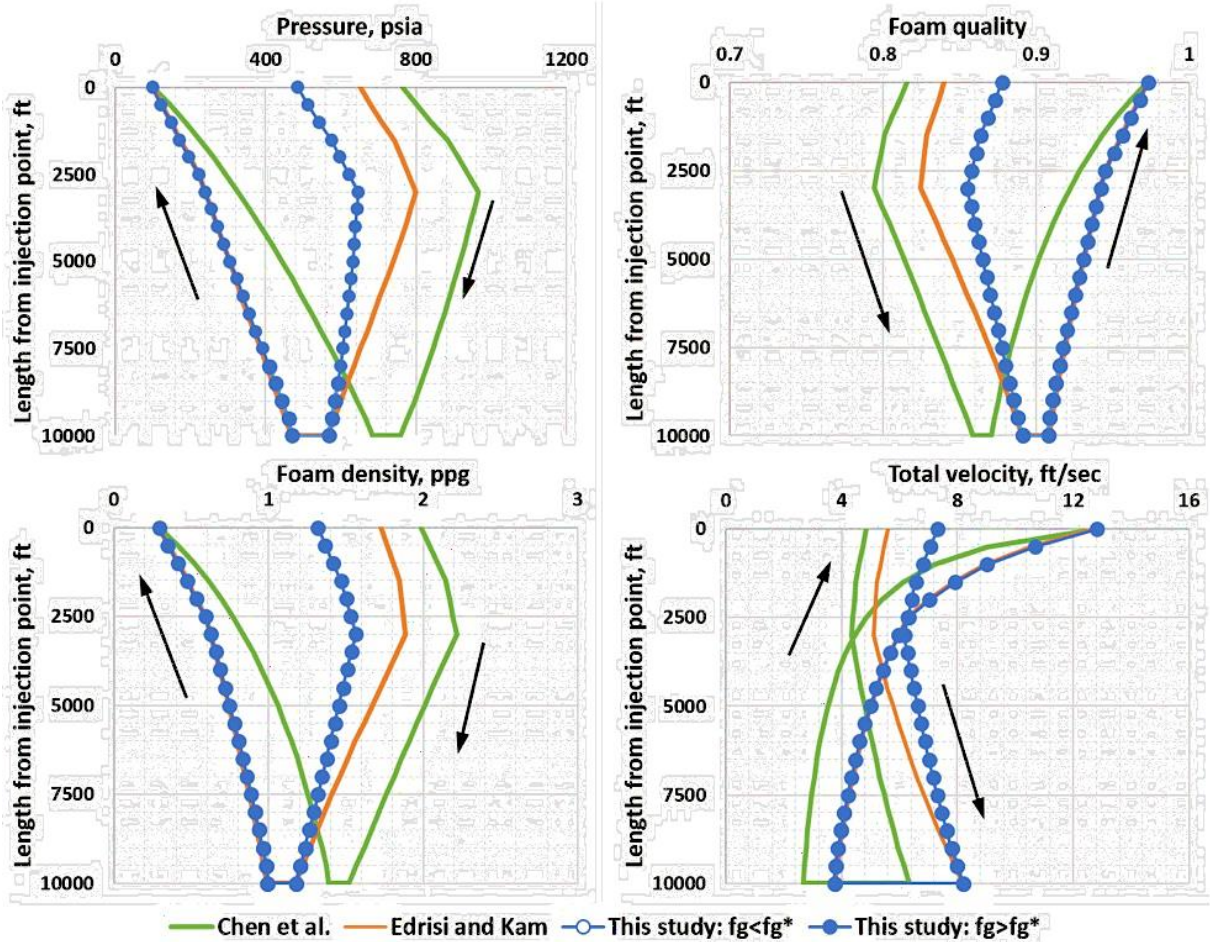 Pressure, psia
0 400 800 1200
Length from injection point, ft
0
2500
5000
7500
10000
Foam quality
0.7 0.8 0.9 1
Length from injection point, ft
0
2500
5000
7500
10000
Foam density, ppg
0 1 2 3
Length from injection point, ft
0
2500
5000
7500
10000
Total velocity, ft/sec
0 4 8 12 16
Length from injection point, ft
0
2500
5000
7500
10000
Chen et al. Edrisi and Kam This study: fg<fg* This study: fg>fg*